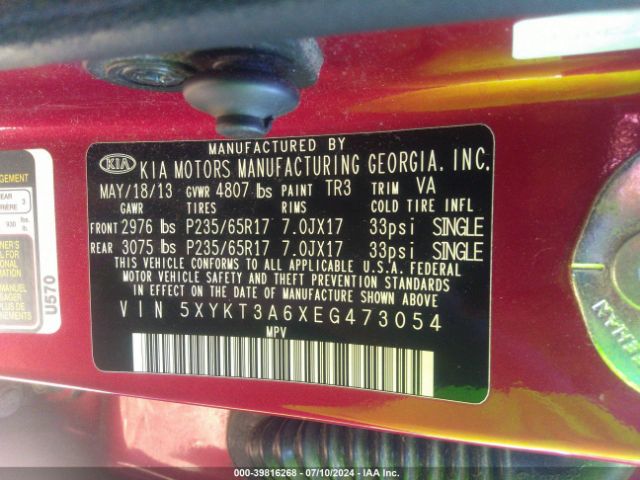 MANUFACTURED BY
KIA KIA MOTORS MANUFACTURING GEORGIA, INC.
MAY/18/13 GVWR 4807 lbs PAINT TR3 TRIM VA
GAWR TIRES RIMS COLD TIRE INFL
FRONT 2976 lbs P235/65R17 7.0JX17 33psi SINGLE
REAR 3075 lbs P235/65R17 7.0JX17 33psi SINGLE
THIS VEHICLE CONFORMS TO ALL APPLICABLE U.S.A. FEDERAL
MOTOR VEHICLE SAFETY AND THEFT PREVENTION STANDARDS
IN EFFECT ON THE DATE OF MANUFACTURE SHOWN ABOVE.
VIN 5XYKT3A6XEG473054
MPV
U570
000-39816268 - 07/10/2024 - IAA Inc.